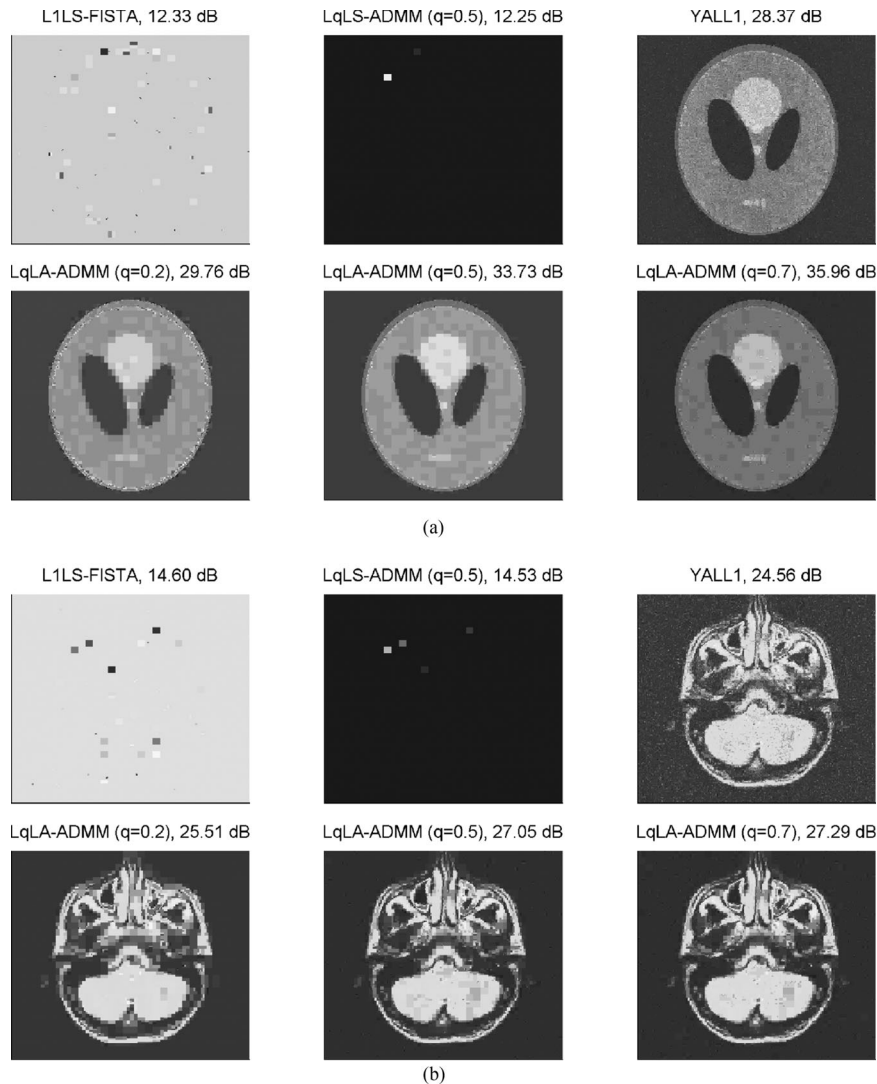 L1LS-FISTA, 12.33 dB
LqLS-ADMM (q=0.5), 12.25 dB
YALL1, 28.37 dB
LqLA-ADMM (q=0.2), 29.76 dB
LqLA-ADMM (q=0.5), 33.73 dB
LqLA-ADMM (q=0.7), 35.96 dB
(a)
L1LS-FISTA, 14.60 dB
LqLS-ADMM (q=0.5), 14.53 dB
YALL1, 24.56 dB
LqLA-ADMM (q=0.2), 25.51 dB
LqLA-ADMM (q=0.5), 27.05 dB
LqLA-ADMM (q=0.7), 27.29 dB
(b)